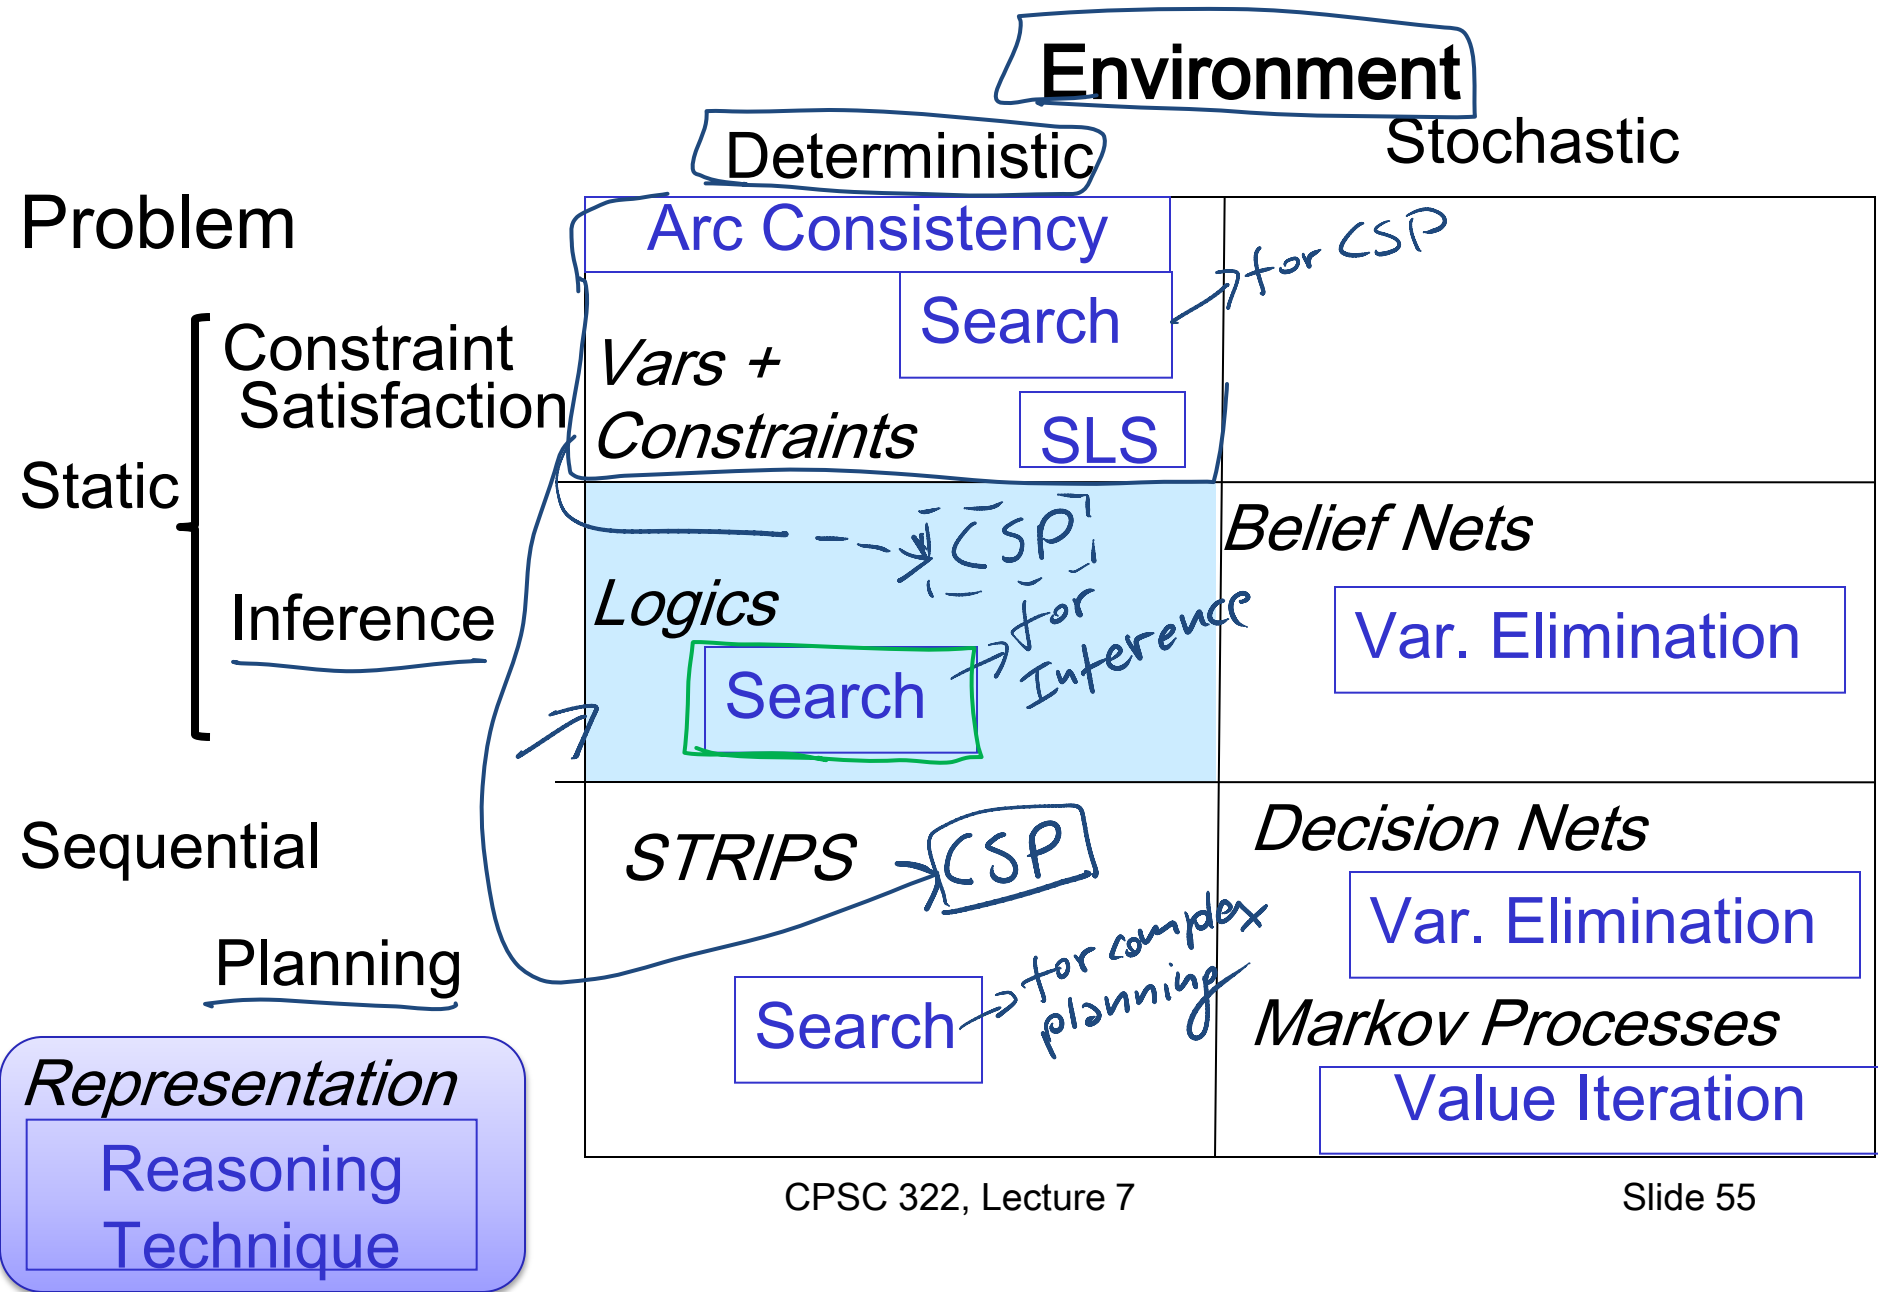 Environment
Deterministic
Stochastic
Problem
Arc Consistency
for CSP
Search
Constraint
Satisfaction
Vars +
Constraints
SLS
Static
CSP
Belief Nets
Logics
for
Inference
Inference
Search
Var. Elimination
Sequential
STRIPS
CSP
Decision Nets
Var. Elimination
Planning
for complex
planning
Search
Markov Processes
Value Iteration
Representation
Reasoning
Technique
CPSC 322, Lecture 7
Slide 55